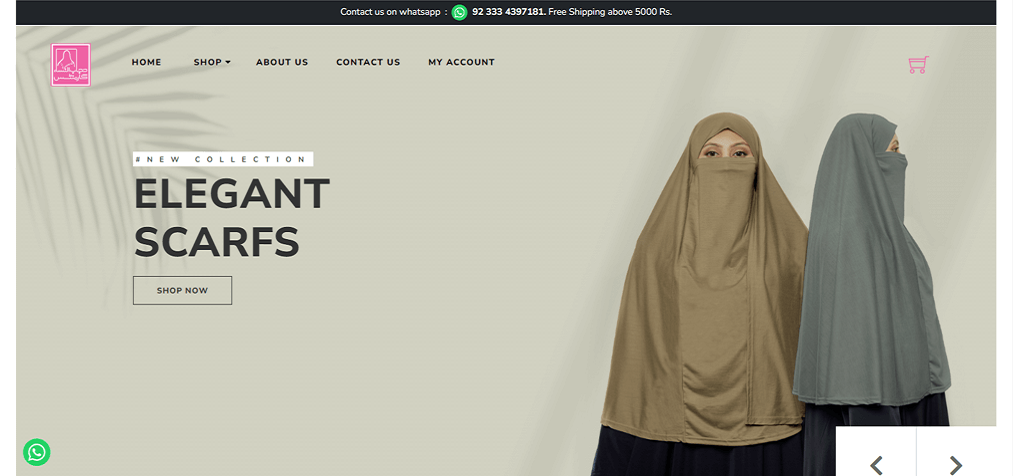 Contact us on whatsapp : 92 333 4397181. Free Shipping above 5000 Rs.
HOME SHOP ABOUT US CONTACT US MY ACCOUNT
#NEW COLLECTION
ELEGANT
SCARFS
SHOP NOW